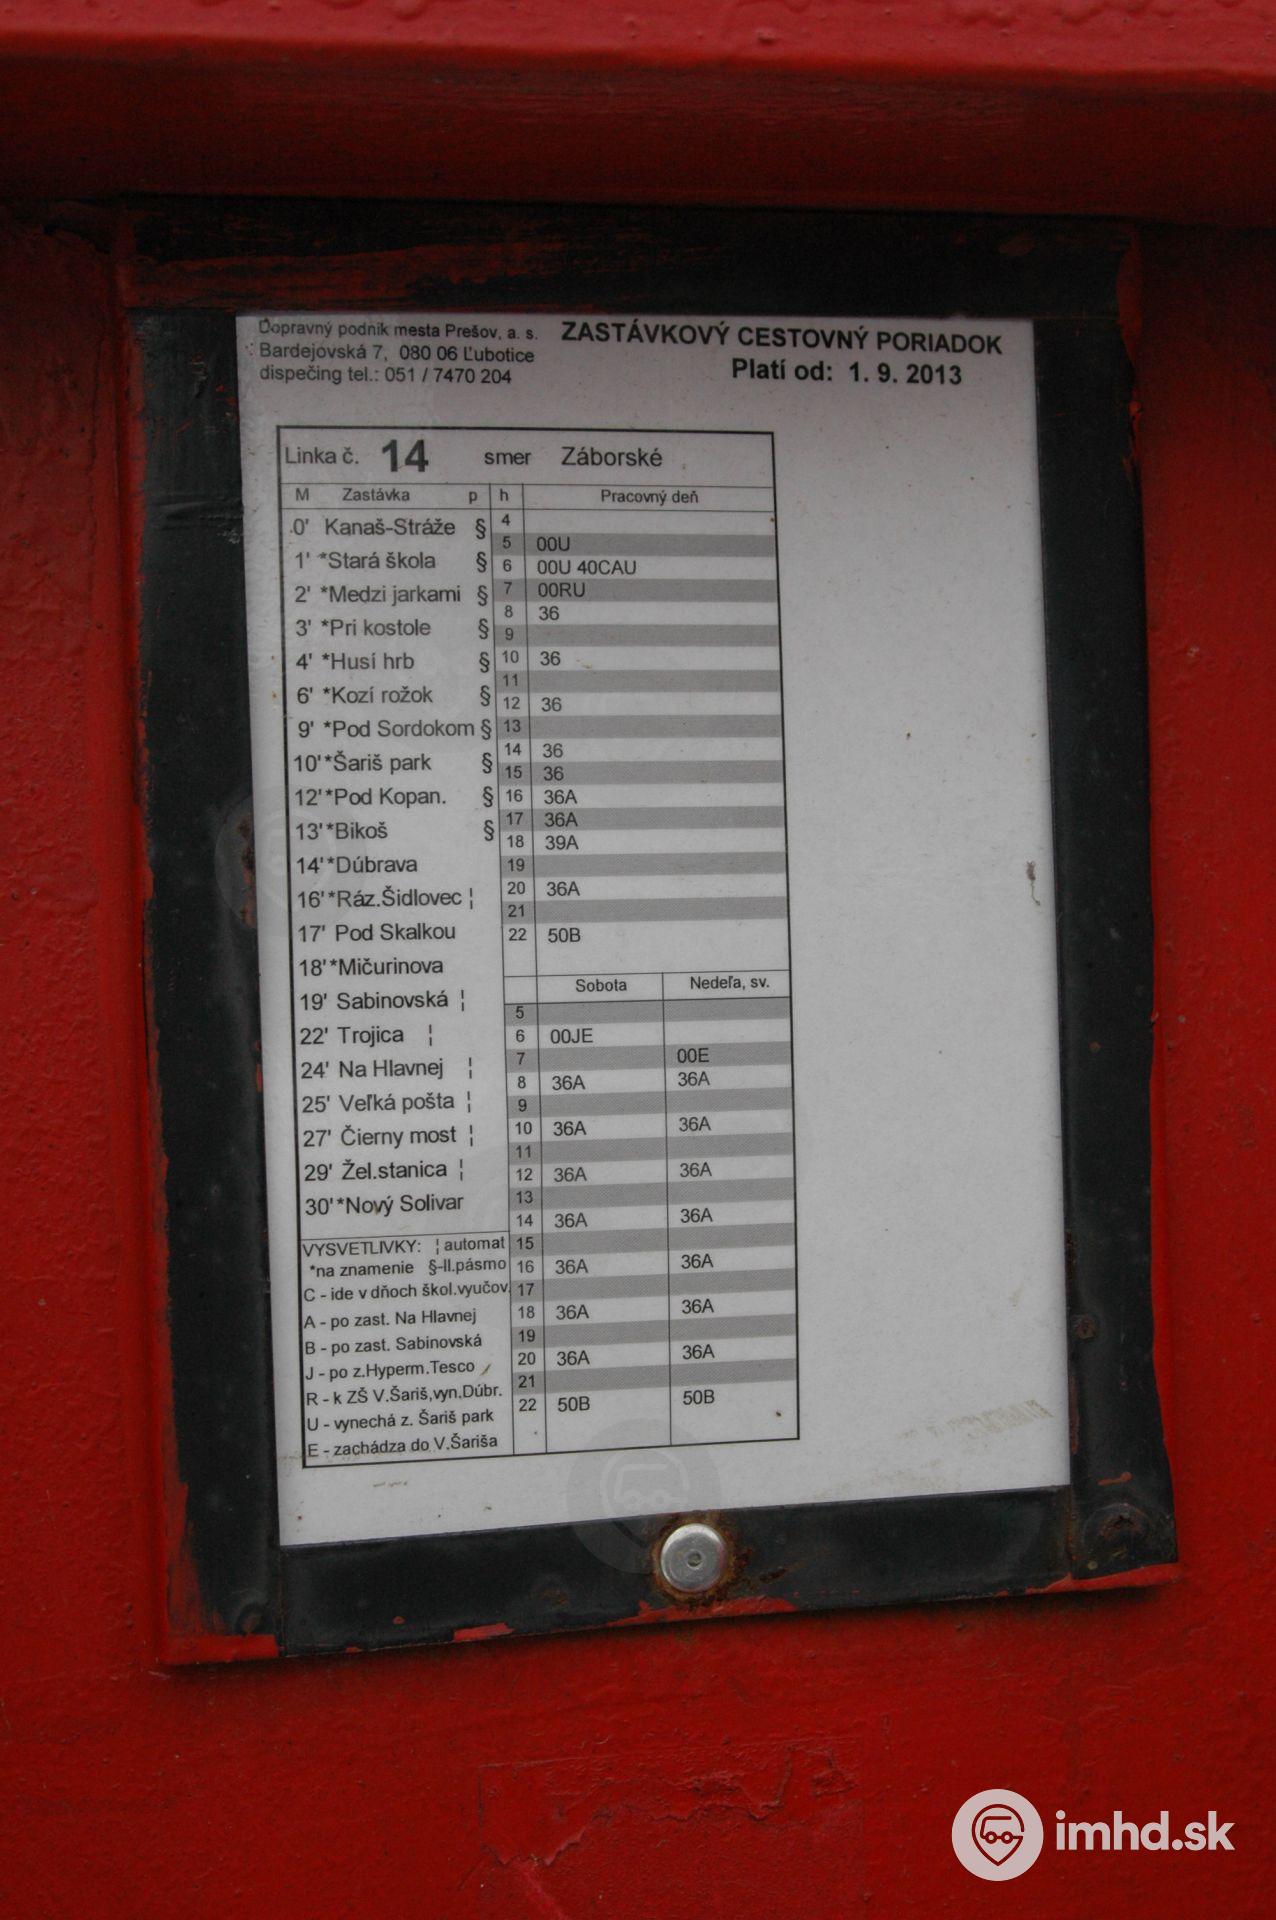 Dopravný podnik mesta Prešov, a. s.
Bardejovská 7, 080 06 Ľubotice
dispečing tel.: 051 / 7470 204
ZASTÁVKOVÝ CESTOVNÝ PORIADOK
Platí od: 1. 9. 2013
Linka č. 14 smer Záborské
M Zastávka p h Pracovný deň
0' Kanaš-Stráže §
1' *Stará škola §
2' *Medzi jarkami §
3' *Pri kostole §
4' *Husí hrb §
6' *Kozí rožok §
9' *Pod Sordokom §
10'*Šariš park §
12'*Pod Kopan. §
13'*Bikoš §
14'*Dúbrava
16'*Ráz.Šidlovec ¦
17' Pod Skalkou
18'*Mičurinova
19' Sabinovská ¦
22' Trojica ¦
24' Na Hlavnej ¦
25' Veľká pošta ¦
27' Čierny most ¦
29' Žel.stanica ¦
30'*Nový Solivar
VYSVETLIVKY: ¦ automat
*na znamenie §-II.pásmo
C - ide v dňoch škol.vyučov.
A - po zast. Na Hlavnej
B - po zast. Sabinovská
J - po z.Hyperm.Tesco
R - k ZŠ V.Šariš,vyn.Dúbr.
U - vynechá z. Šariš park
E - zachádza do V.Šariša
4
5 00U
6 00U 40CAU
7 00RU
8 36
9
10 36
11
12 36
13
14 36
15 36
16 36A
17 36A
18 39A
19
20 36A
21
22 50B
Sobota Nedeľa, sv.
5
6 00JE
7 00E
8 36A 36A
9
10 36A 36A
11
12 36A 36A
13
14 36A 36A
15
16 36A 36A
17
18 36A 36A
19
20 36A 36A
21
22 50B 50B
imhd.sk